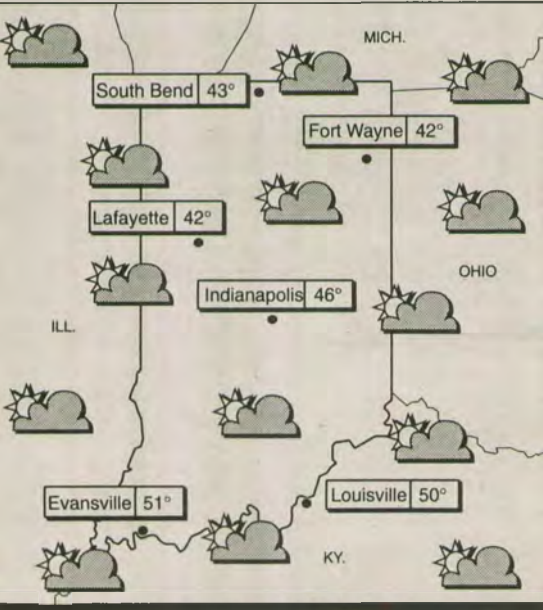 MICH.
South Bend 43°
Fort Wayne 42°
Lafayette 42°
OHIO
Indianapolis 46°
ILL.
Evansville 51°
Louisville 50°
KY.